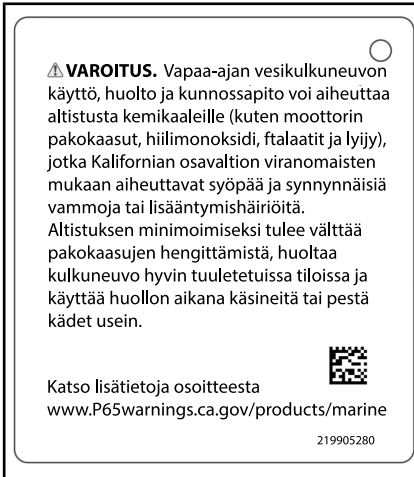 ⚠VAROITUS. Vapaa-ajan vesikulkuneuvon
käyttö, huolto ja kunnossapito voi aiheuttaa
altistusta kemikaaleille (kuten moottorin
pakokaasut, hiilimonoksidi, ftalaatit ja lyijy),
jotka Kalifornian osavaltion viranomaisten
mukaan aiheuttavat syöpää ja synnynnäisiä
vammoja tai lisääntymishäiriöitä.
Altistuksen minimoimiseksi tulee välttää
pakokaasujen hengittämistä, huoltaa
kulkuneuvo hyvin tuuletetuissa tiloissa ja
käyttää huollon aikana käsineitä tai pestä
kädet usein.
Katso lisätietoja osoitteesta
www.P65warnings.ca.gov/products/marine
219905280